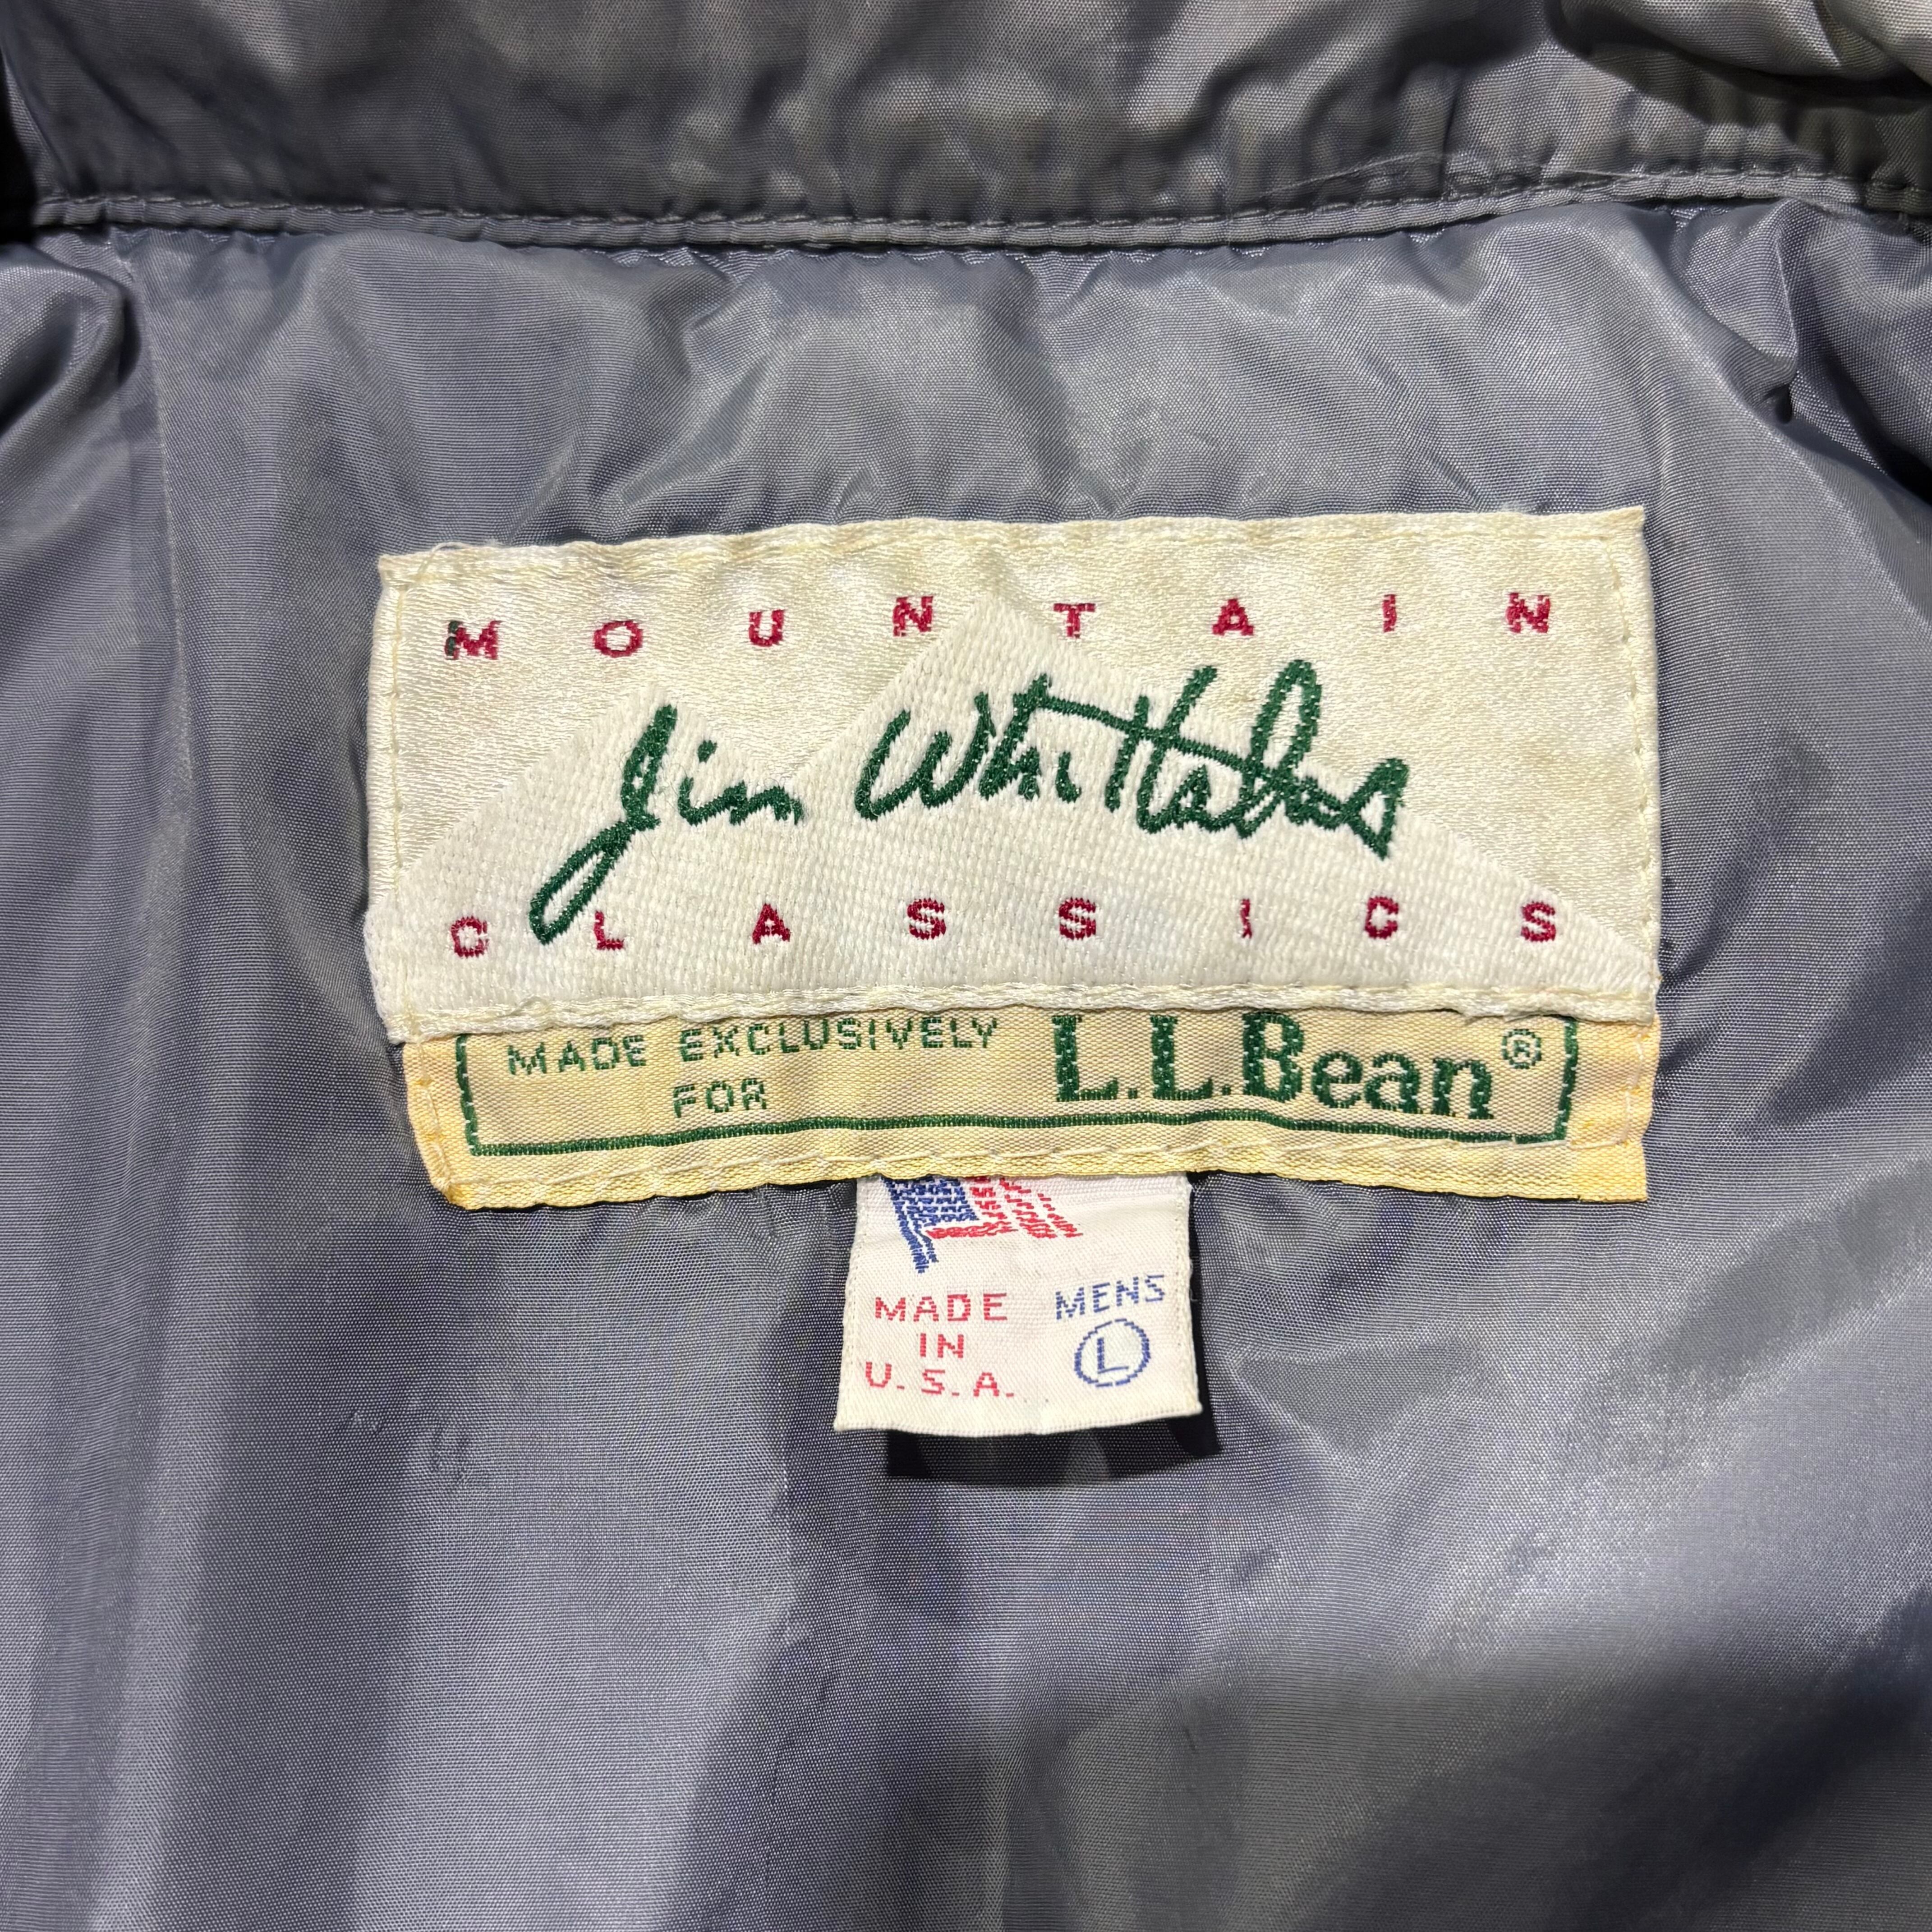 MOUNTAIN
Jim Whittaker
CLASSICS
MADE EXCLUSIVELY
FOR
L.L.Bean®
MADE
IN
U.S.A.
MENS
L